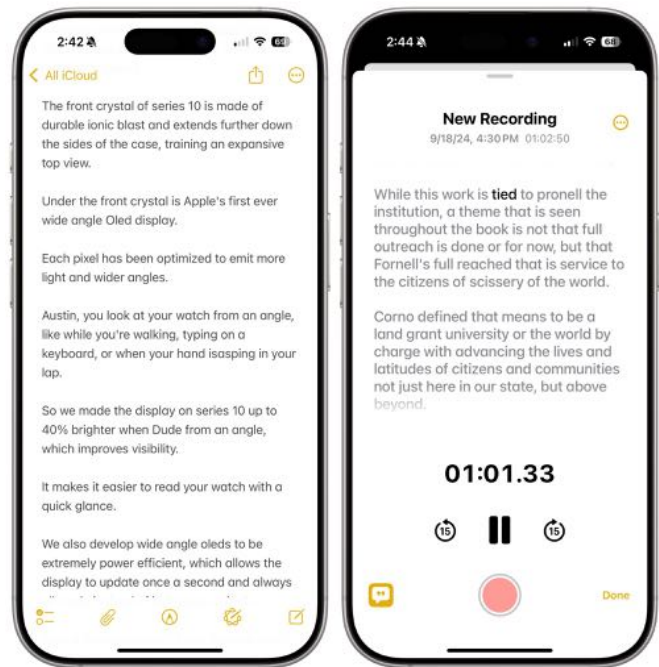 2:42
69
All iCloud
The front crystal of series 10 is made of
durable ionic blast and extends further down
the sides of the case, training an expansive
top view.
Under the front crystal is Apple's first ever
wide angle Oled display.
Each pixel has been optimized to emit more
light and wider angles.
Austin, you look at your watch from an angle,
like while you're walking, typing on a
keyboard, or when your hand isasping in your
lap.
So we made the display on series 10 up to
40% brighter when Dude from an angle,
which improves visibility.
It makes it easier to read your watch with a
quick glance.
We also develop wide angle oleds to be
extremely power efficient, which allows the
display to update once a second and always
2:44
68
New Recording
9/18/24, 4:30 PM 01:02:50
While this work is tied to pronell the
institution, a theme that is seen
throughout the book is not that full
outreach is done or for now, but that
Fornell's full reached that is service to
the citizens of scissery of the world.
Corno defined that means to be a
land grant university or the world by
charge with advancing the lives and
latitudes of citizens and communities
not just here in our state, but above
beyond.
01:01.33
15
15
Done